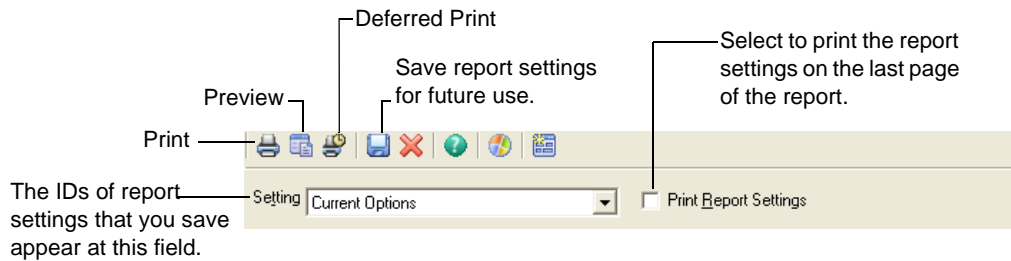 Deferred Print
Select to print the report
settings on the last page
of the report.
Save report settings
for future use.
Preview
Print
The IDs of report
settings that you save
appear at this field.
Setting
Current Options
Print Report Settings